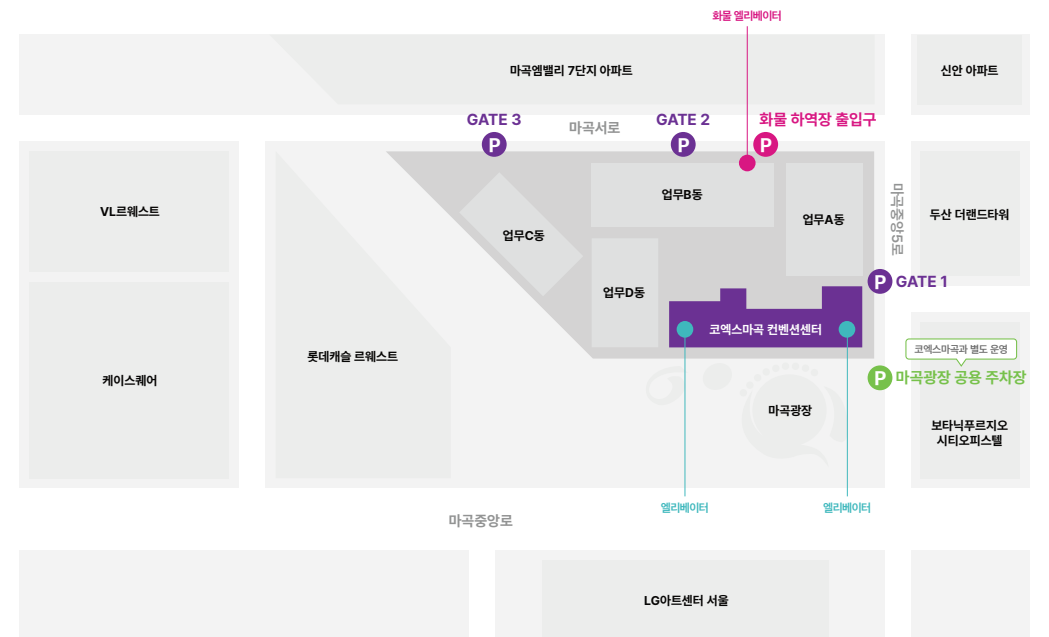 화물 엘리베이터
마곡엠밸리 7단지 아파트
신안 아파트
GATE 3
마곡서로
GATE 2
화물 하역장 출입구
P
P
P
VL르웨스트
업무B동
업무A동
마곡중앙5로
두산 더랜드타워
업무C동
업무D동
P GATE 1
코엑스마곡 컨벤션센터
롯데캐슬 르웨스트
코엑스마곡과 별도 운영
케이스퀘어
P 마곡광장 공용 주차장
마곡광장
보타닉푸르지오
시티오피스텔
엘리베이터
엘리베이터
마곡중앙로
LG아트센터 서울